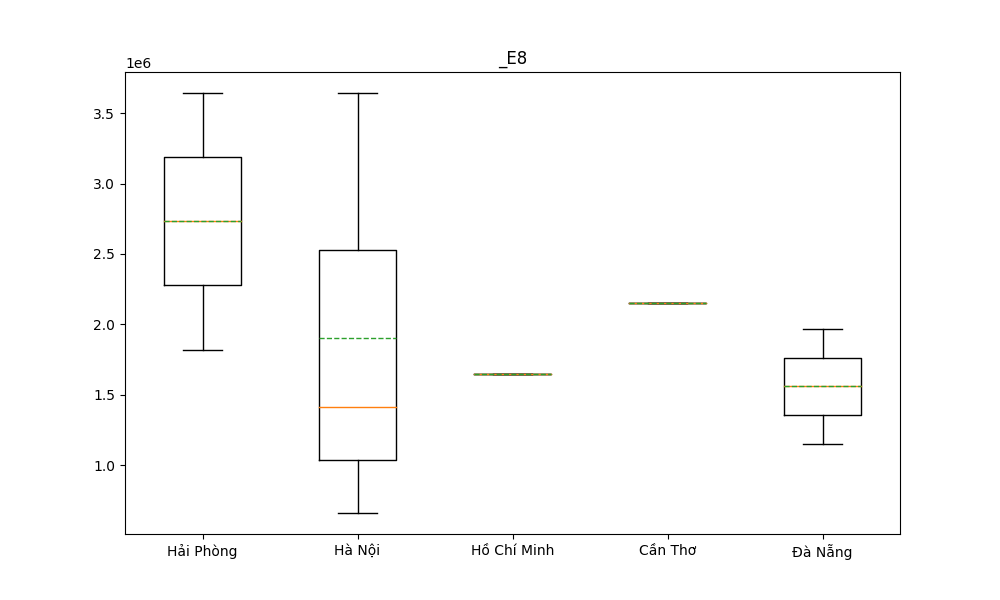 _E8
1e6
3.5
3.0
2.5
2.0
1.5
1.0
Hải Phòng
Hà Nội
Hồ Chí Minh
Cần Thơ
Đà Nẵng